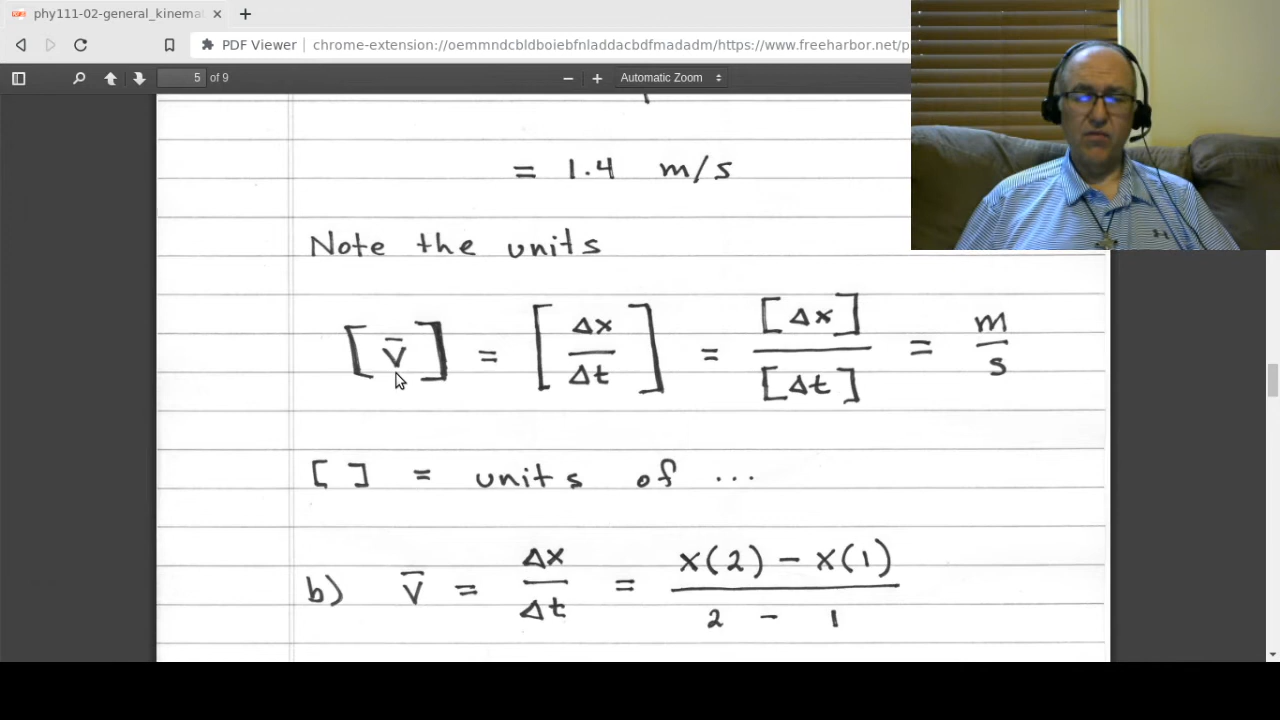 phy111-02-general_kinema
PDF Viewer chrome-extension://oemmndcbldboiebfnladdacbdfmadadm/https://www.freeharbor.net/p
5 of 9 Automatic Zoom
= 1.4 m/s
Note the units
[v̄] = [Δx/Δt] = [Δx]/[Δt] = m/s
[ ] = units of ...
b) v̄ = Δx/Δt = x(2) - x(1) / 2 - 1